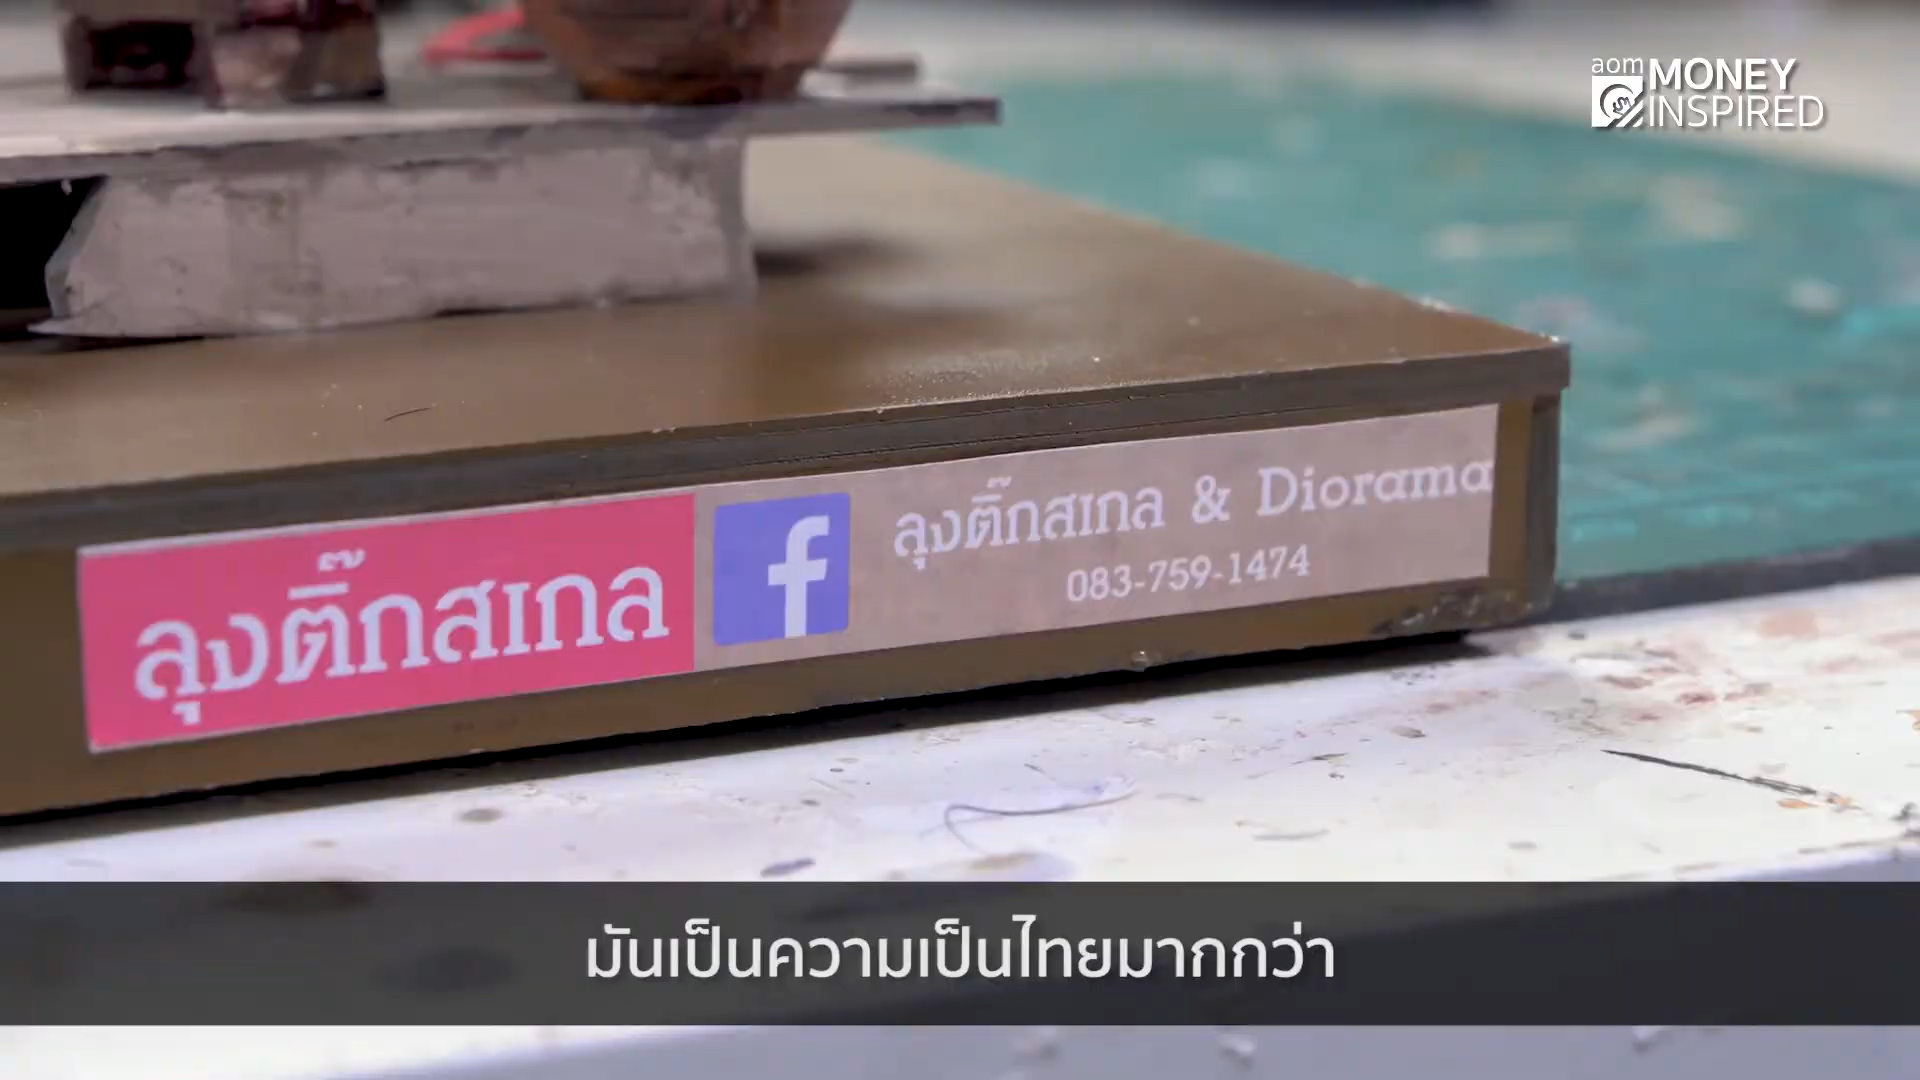 aom MONEY
INSPIRED
ลุงติ๊กสเกล
f
ลุงติ๊กสเกล & Diorama
083-759-1474
มันเป็นความเป็นไทยมากกว่า